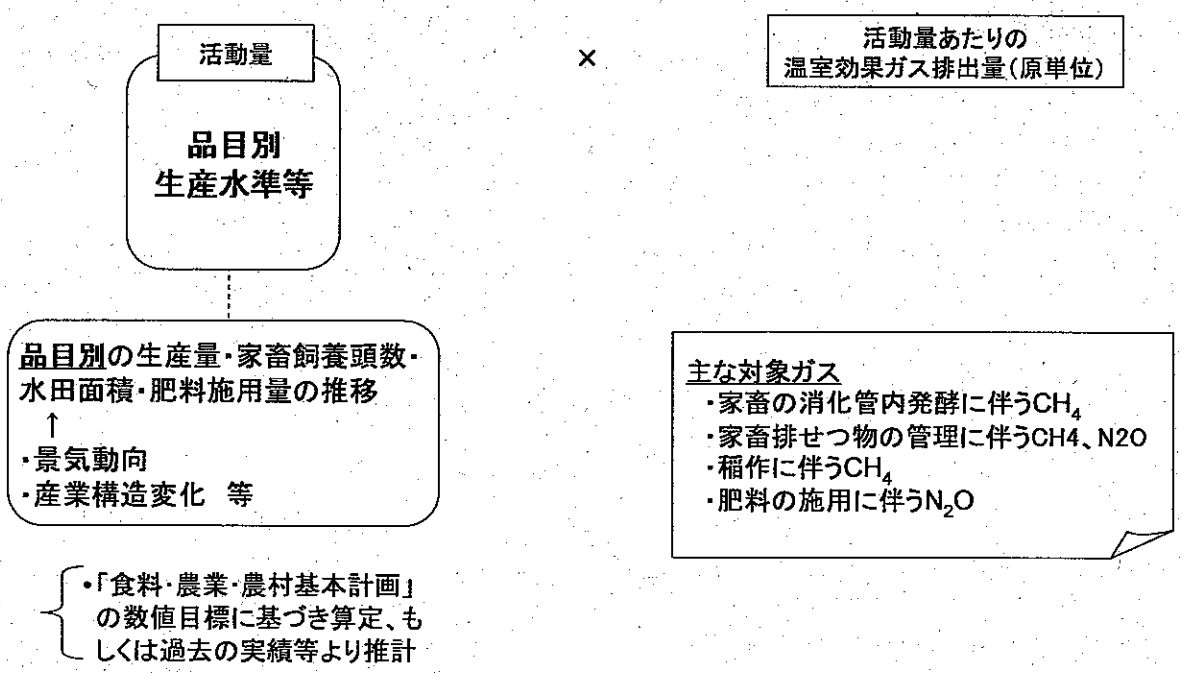 活動量
×
活動量あたりの
温室効果ガス排出量(原単位)
品目別
生産水準等
品目別の生産量・家畜飼養頭数・
水田面積・肥料施用量の推移
↑
・景気動向
・産業構造変化 等
・「食料・農業・農村基本計画」
の数値目標に基づき算定、も
しくは過去の実績等より推計
主な対象ガス
・家畜の消化管内発酵に伴うCH₄
・家畜排せつ物の管理に伴うCH4、N2O
・稲作に伴うCH₄
・肥料の施用に伴うN₂O